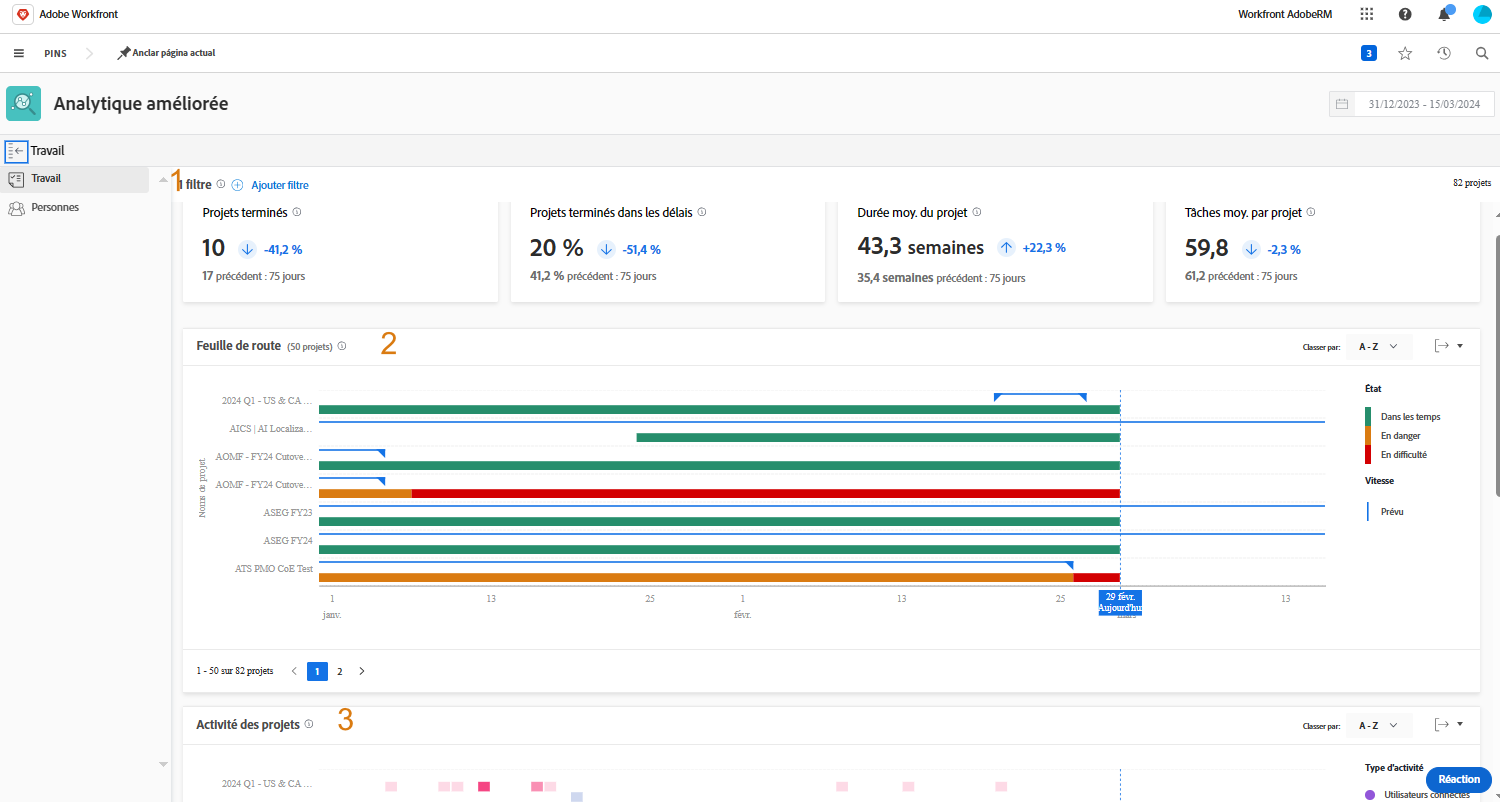 Adobe Workfront
Workfront AdobeRM
PINS
Anclar página actual
3
Analytique améliorée
31/12/2023 - 15/03/2024
Travail
Travail
Personnes
1
1 filtre
Ajouter filtre
82 projets
Projets terminés
10
-41,2 %
17 précédent : 75 jours
Projets terminés dans les délais
20 %
-51,4 %
41,2 % précédent : 75 jours
Durée moy. du projet
43,3 semaines
+22,3 %
35,4 semaines précédent : 75 jours
Tâches moy. par projet
59,8
-2,3 %
61,2 précédent : 75 jours
Feuille de route (50 projets)
2
Classer par:
A - Z
Noms de projet
2024 Q1 - US & CA ...
AICS | AI Localiza...
AOMF - FY24 Cutove...
AOMF - FY24 Cutove...
ASEG FY23
ASEG FY24
ATS PMO CoE Test
État
Dans les temps
En danger
En difficulté
Vitesse
Prévu
1
13
25
1
13
25
29 févr.
13
janv.
févr.
Aujourd'hui
mars
1 - 50 sur 82 projets
1
2
Activité des projets
3
Classer par:
A - Z
2024 Q1 - US & CA ...
Type d'activité
Réaction
Utilisateurs connectés